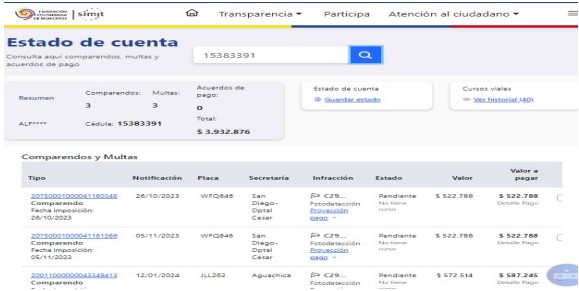 FEDERACIÓN COLOMBIANA DE MUNICIPIOS simit Transparencia Participa Atención al ciudadano
Estado de cuenta
Consulta aquí comparendos, multas y
acuerdos de pago
15383391
Resumen
Comparendos: Multas: Acuerdos de pago:
3 3 0
ALF**** Cédula: 15383391 Total:
$ 3.932.876
Estado de cuenta
Guardar estado
Cursos viales
Ver historial (40)
Comparendos y Multas
Tipo Notificación Placa Secretaría Infracción Estado Valor Valor a pagar
Comparendo
Fecha imposición:
26/10/2023
26/10/2023 WFQ646 San Diego- Dptal Cesar
C29...
Fotodetección
Proyección pago
Pendiente
No tiene curso
$ 522.788 $ 522.788
Detalle Pago
Comparendo
Fecha imposición:
05/11/2023
05/11/2023 WFQ646 San Diego- Dptal Cesar
C29...
Fotodetección
Proyección pago
Pendiente
No tiene curso
$ 522.788 $ 522.788
Detalle Pago
Comparendo
12/01/2024 JLL262 Aguachica
C29...
Fotodetección
Pendiente
No tiene
$ 572.514 $ 587.245
Detalle Pago